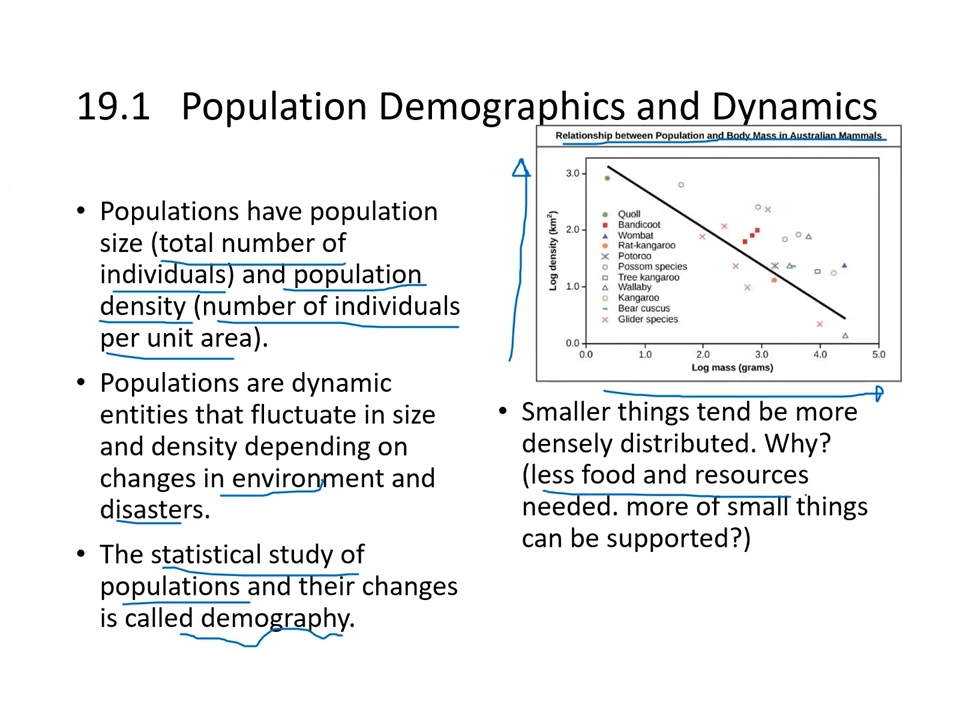 19.1 Population Demographics and Dynamics
• Populations have population
size (total number of
individuals) and population
density (number of individuals
per unit area).
• Populations are dynamic
entities that fluctuate in size
and density depending on
changes in environment and
disasters.
• The statistical study of
populations and their changes
is called demography.
Relationship between Population and Body Mass in Australian Mammals
Log density (km²)
3.0
2.0
1.0
0.0
Quoll
Bandicoot
Wombat
Rat-kangaroo
Potoroo
Possom species
Tree kangaroo
Wallaby
Kangaroo
Bear cuscus
Glider species
0.0 1.0 2.0 3.0 4.0 5.0
Log mass (grams)
• Smaller things tend be more
densely distributed. Why?
(less food and resources
needed. more of small things
can be supported?)